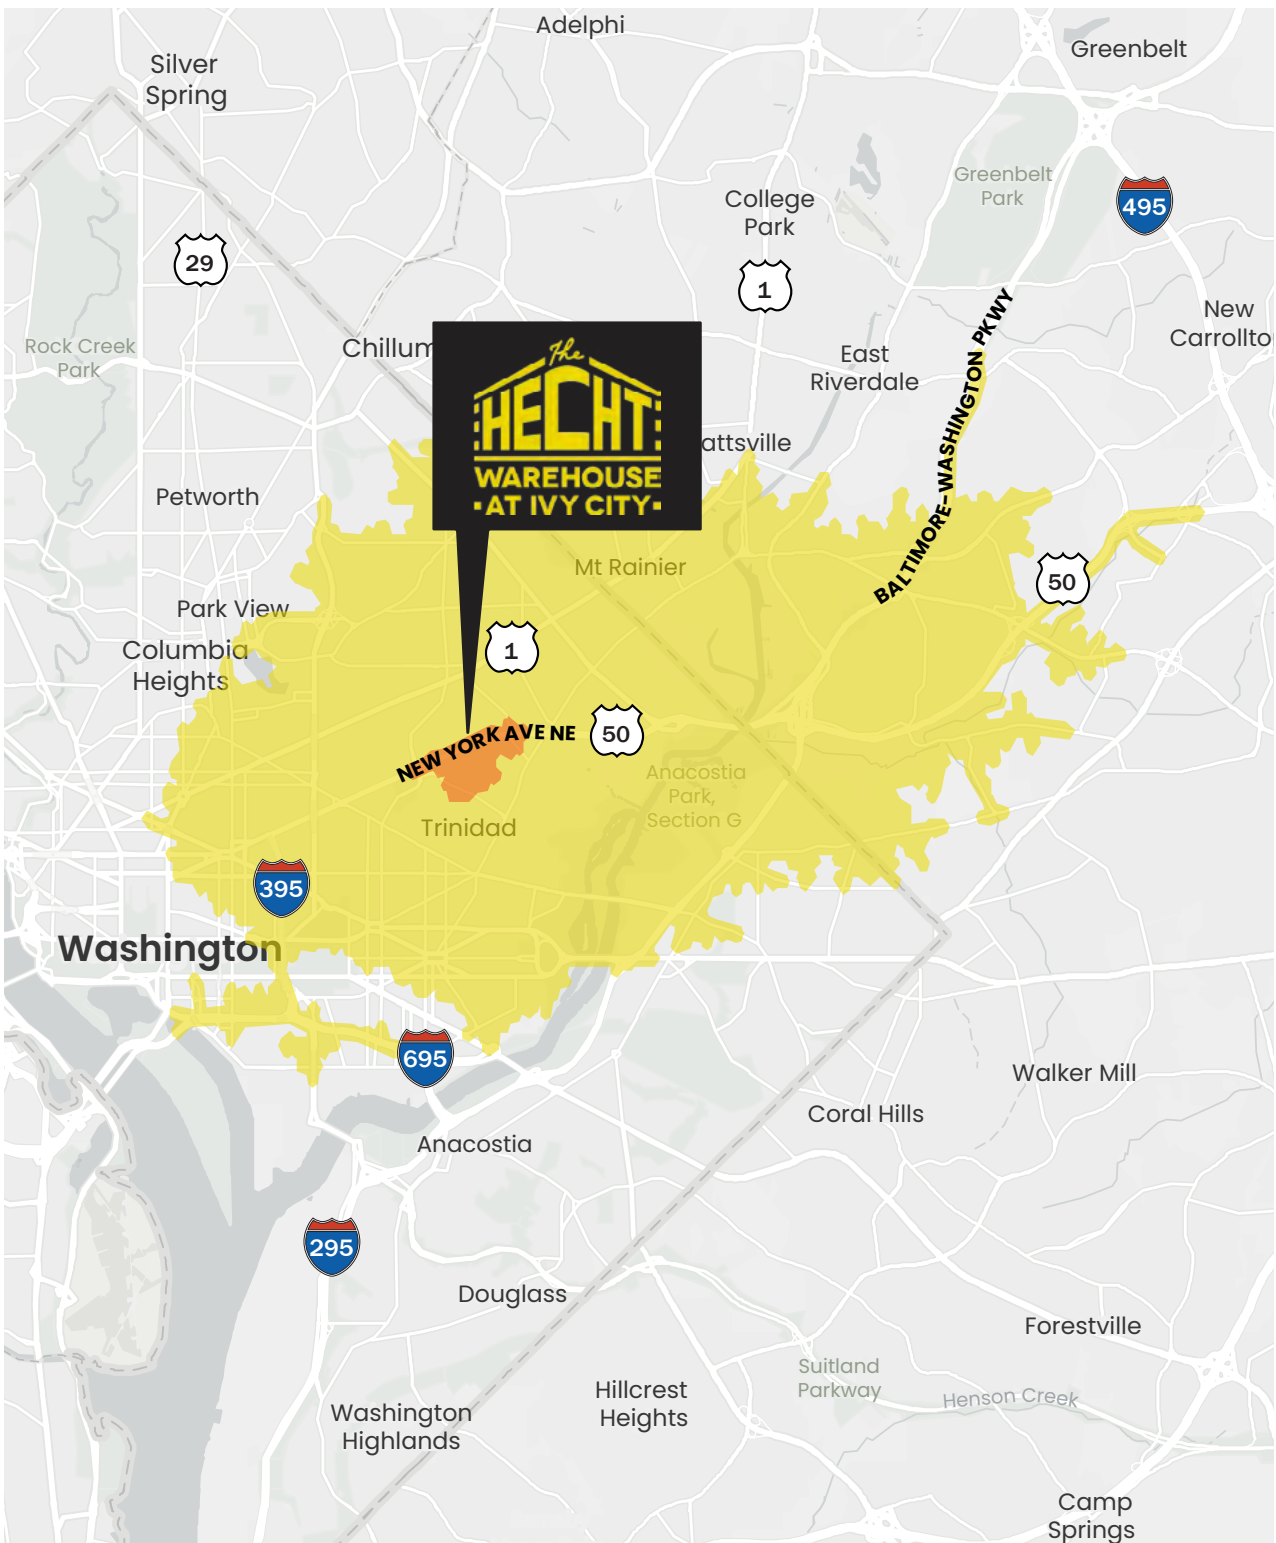 Adelphi
Greenbelt
Silver
Spring
Greenbelt
Park
495
College
Park
29
1
New
Carrollto
Rock Creek
Park
Chillum
East
Riverdale
BALTIMORE-WASHINGTON PKWY
The
HECHT
WAREHOUSE
AT IVY CITY
attsville
Petworth
Mt Rainier
50
Park View
Columbia
Heights
1
NEW YORK AVE NE
50
Anacostia
Park,
Section G
Trinidad
395
Washington
695
Walker Mill
Coral Hills
Anacostia
295
Douglass
Forestville
Suitland
Parkway
Henson Creek
Hillcrest
Heights
Washington
Highlands
Camp
Springs